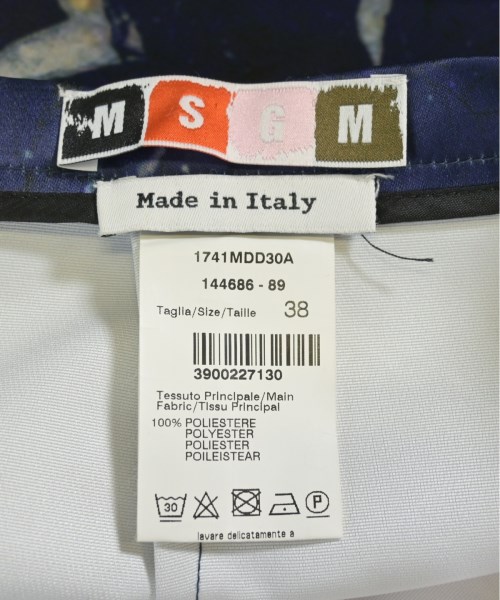 M S G M
Made in Italy
1741MDD30A
144686 - 89
Taglia/Size/Taille 38
3900227130
Tessuto Principale/Main
Fabric/Tissu Principal
100% POLIESTERE
POLYESTER
POLIESTER
POILEISTEAR
30 P
lavare delicatamente a